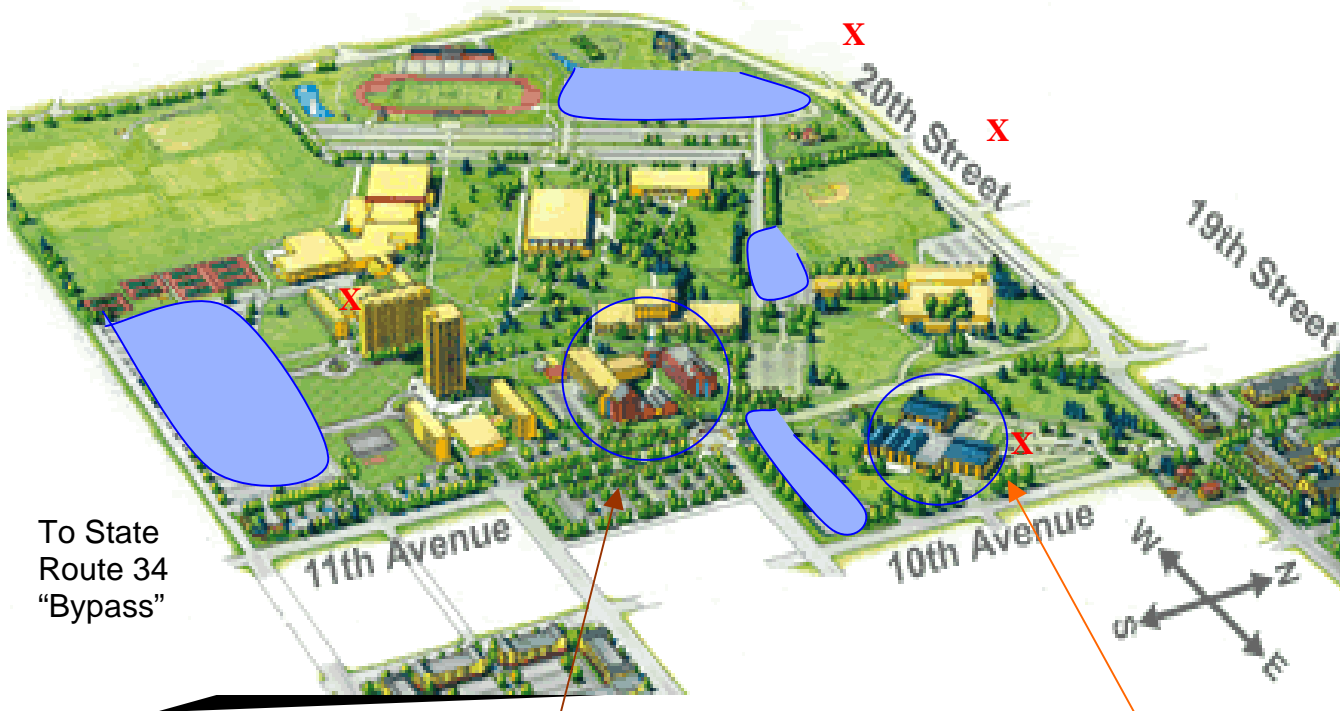 X
20th Street
X
19th Street
X
X
To State
Route 34
“Bypass”
11th Avenue
10th Avenue
W
N
S
E